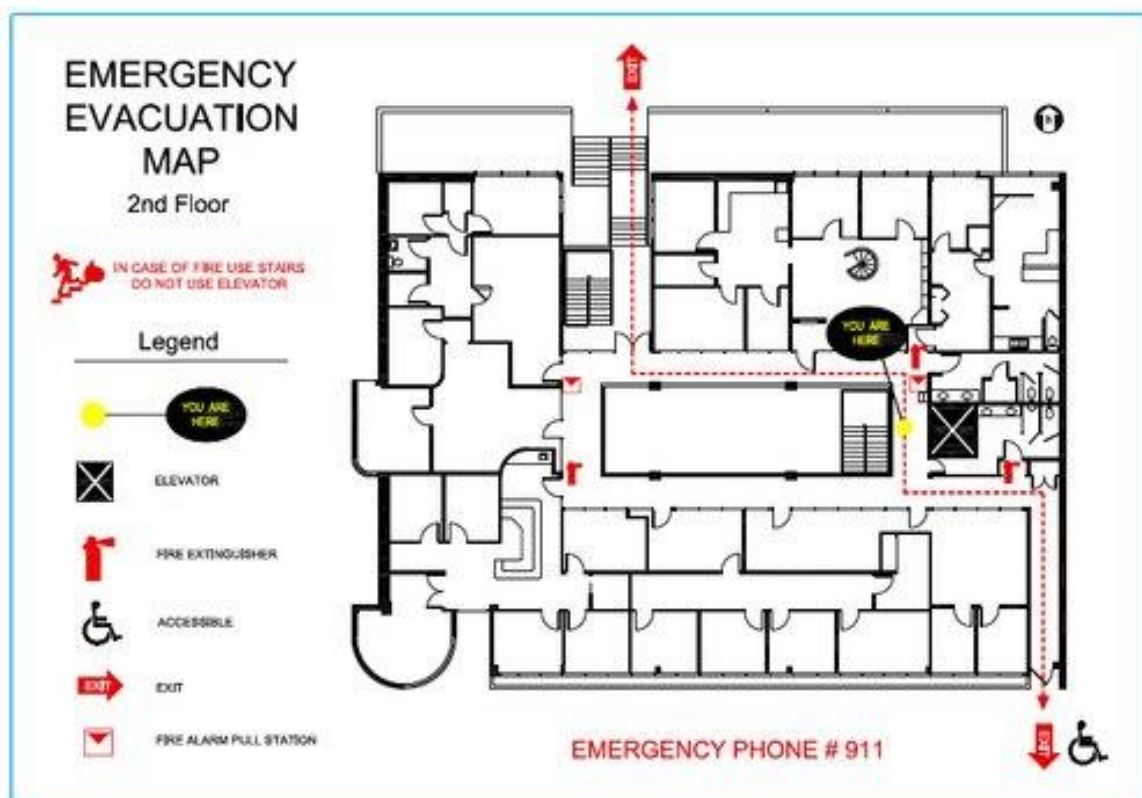 EMERGENCY
EVACUATION
MAP
2nd Floor
IN CASE OF FIRE USE STAIRS
DO NOT USE ELEVATOR
Legend
YOU ARE
HERE
ELEVATOR
FIRE EXTINGUISHER
ACCESSIBLE
EXIT
EXIT
FIRE ALARM PULL STATION
EXIT
YOU ARE
HERE
EXIT
EMERGENCY PHONE # 911